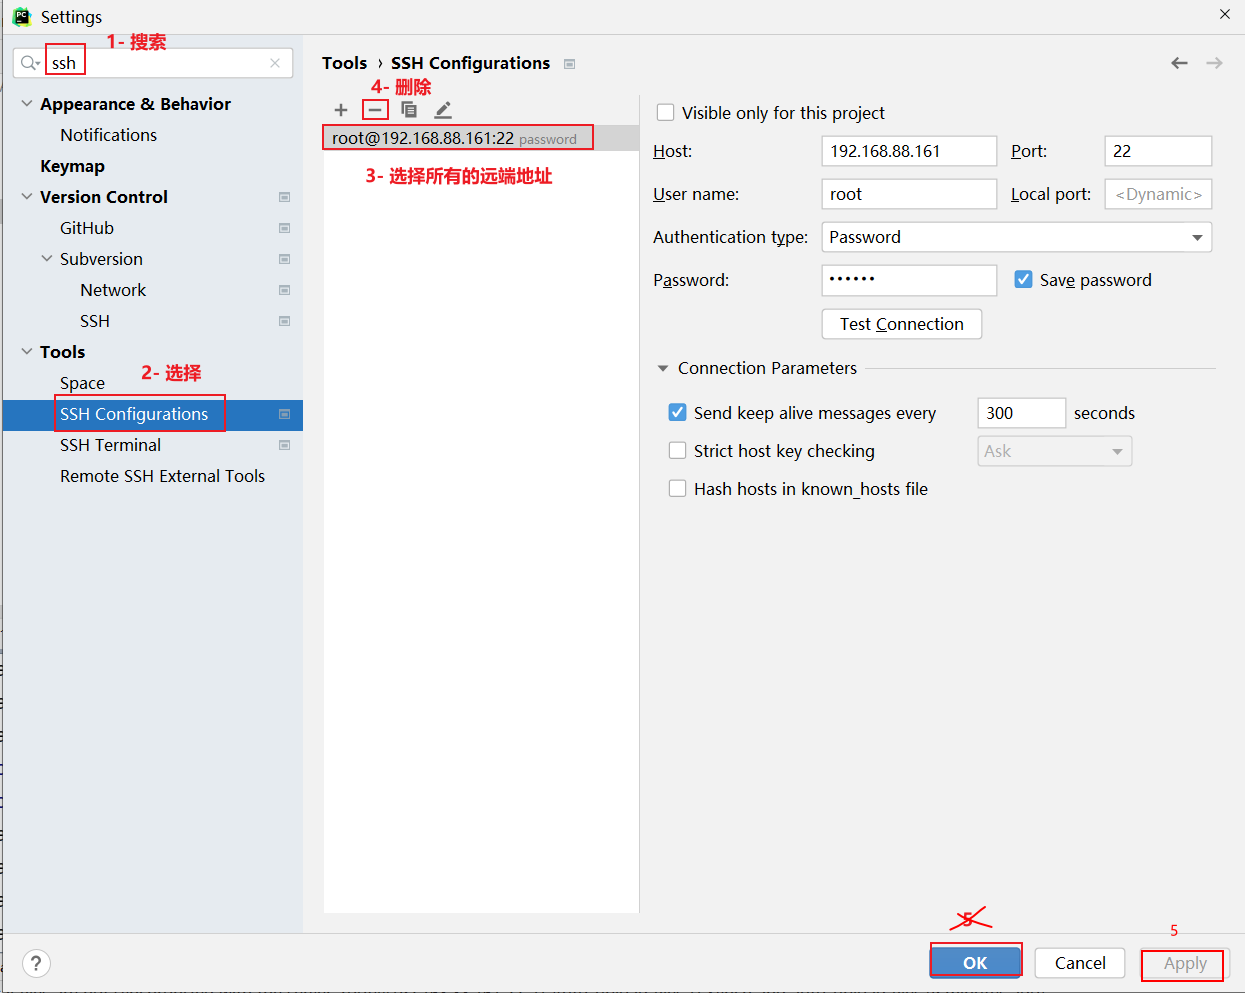 PC Settings
1- 搜索
ssh
Tools › SSH Configurations
4- 删除
Appearance & Behavior
Notifications
Keymap
Version Control
GitHub
Subversion
Network
SSH
Tools
Space
2- 选择
SSH Configurations
SSH Terminal
Remote SSH External Tools
root@192.168.88.161:22 password
3- 选择所有的远端地址
Visible only for this project
Host: 192.168.88.161 Port: 22
User name: root Local port: <Dynamic>
Authentication type: Password
Password: •••••• Save password
Test Connection
Connection Parameters
Send keep alive messages every 300 seconds
Strict host key checking Ask
Hash hosts in known_hosts file
5
5
? OK Cancel Apply